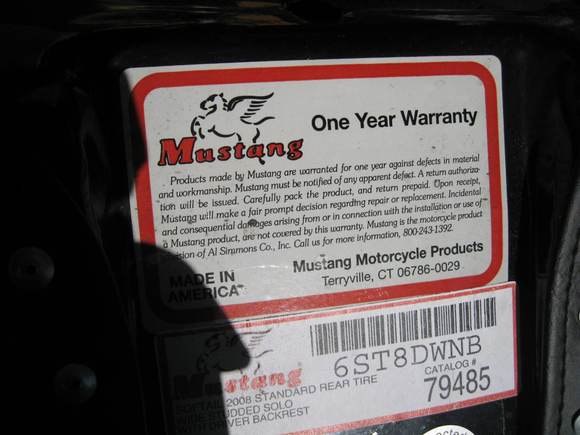 Mustang
One Year Warranty
Products made by Mustang are warranted for one year against defects in material
and workmanship. Mustang must be notified of any apparent defect. A return authoriza-
tion will be issued. Carefully pack the product, and return prepaid. Upon receipt,
Mustang will make a fair prompt decision regarding repair or replacement. Incidental
and consequential damages arising from or in connection with the installation or use of
a Mustang product, are not covered by this warranty. Mustang is the motorcycle product
division of Al Simmons Co., Inc. Call us for more information, 800-243-1392.
MADE IN
AMERICA
Mustang Motorcycle Products
Terryville, CT 06786-0029
Mustang
6ST8DWNB
CATALOG #
79485
2008 STANDARD REAR TIRE
STUDDED SOLO
DRIVER BACKREST